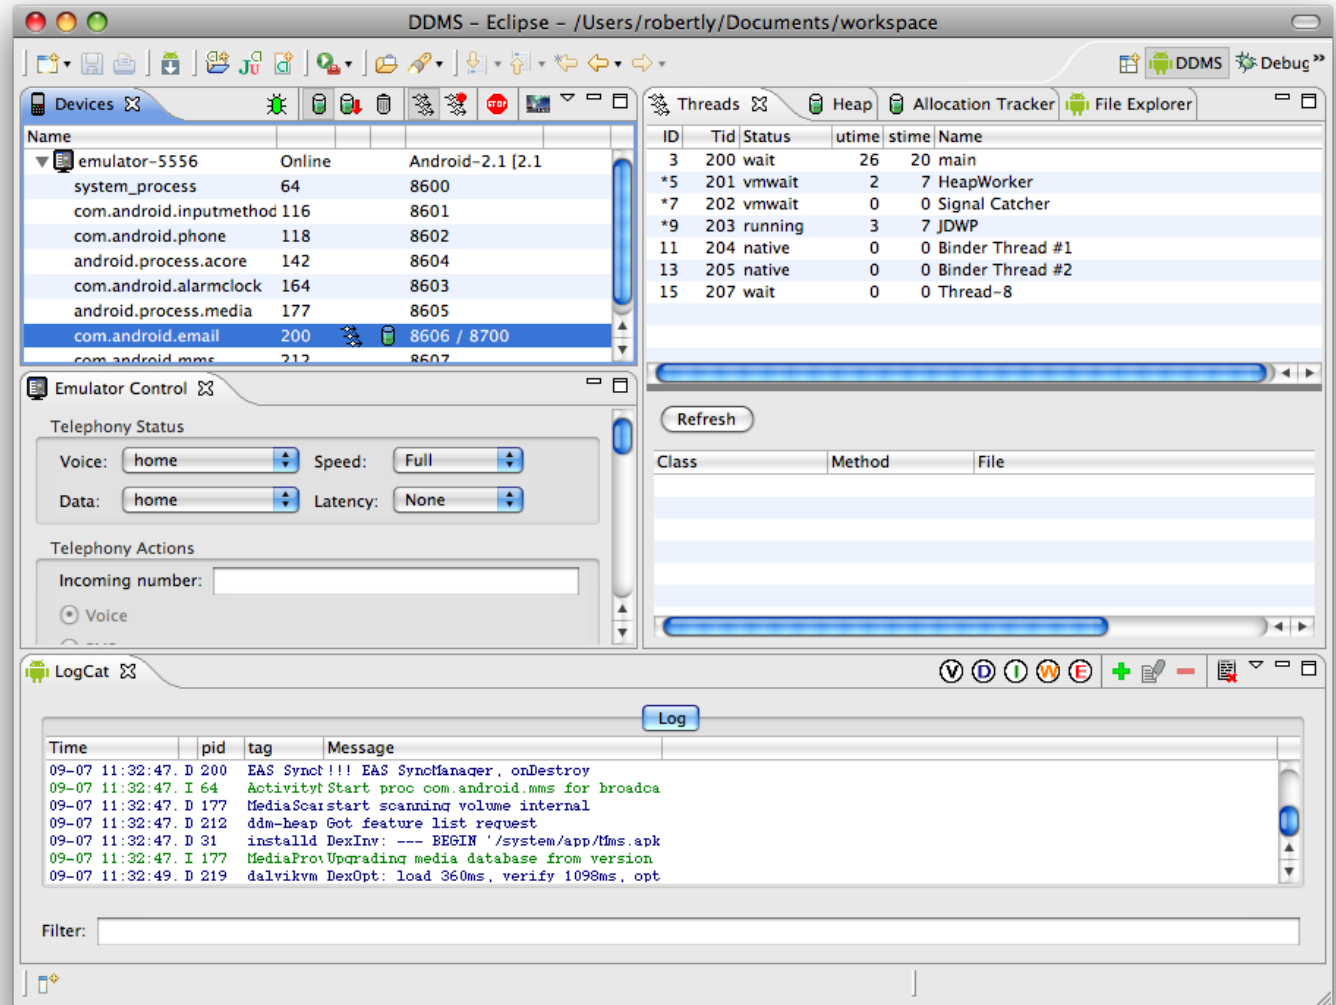 DDMS – Eclipse – /Users/robertly/Documents/workspace
DDMS Debug »
Devices
Name
emulator-5556 Online Android-2.1 [2.1
system_process 64 8600
com.android.inputmethod 116 8601
com.android.phone 118 8602
android.process.acore 142 8604
com.android.alarmclock 164 8603
android.process.media 177 8605
com.android.email 200 8606 / 8700
com.android.mms 212 8607
Threads Heap Allocation Tracker File Explorer
ID Tid Status utime stime Name
3 200 wait 26 20 main
*5 201 vmwait 2 7 HeapWorker
*7 202 vmwait 0 0 Signal Catcher
*9 203 running 3 7 JDWP
11 204 native 0 0 Binder Thread #1
13 205 native 0 0 Binder Thread #2
15 207 wait 0 0 Thread-8
Refresh
Class Method File
Emulator Control
Telephony Status
Voice: home Speed: Full
Data: home Latency: None
Telephony Actions
Incoming number:
Voice
LogCat
V D I W E
Log
Time pid tag Message
09-07 11:32:47. D 200 EAS Sync !!! EAS SyncManager, onDestroy
09-07 11:32:47. I 64 Activity Start proc com.android.mms for broadca
09-07 11:32:47. D 177 MediaScar start scanning volume internal
09-07 11:32:47. D 212 ddm-heap Got feature list request
09-07 11:32:47. D 31 installd DexInv: --- BEGIN '/system/app/Mms.apk
09-07 11:32:47. I 177 MediaProv Upgrading media database from version
09-07 11:32:49. D 219 dalvikvm DexOpt: load 360ms, verify 1098ms, opt
Filter: